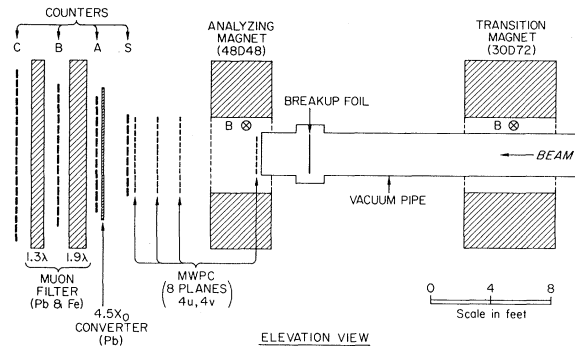 COUNTERS
C B A S
ANALYZING
MAGNET
(48D48)
TRANSITION
MAGNET
(30D72)
BREAKUP FOIL
B ⊗
B ⊗
BEAM
VACUUM PIPE
1.3λ 1.9λ
MUON
FILTER
(Pb & Fe)
4.5X₀
CONVERTER
(Pb)
MWPC
(8 PLANES)
4u, 4v
0 4 8
Scale in feet
ELEVATION VIEW